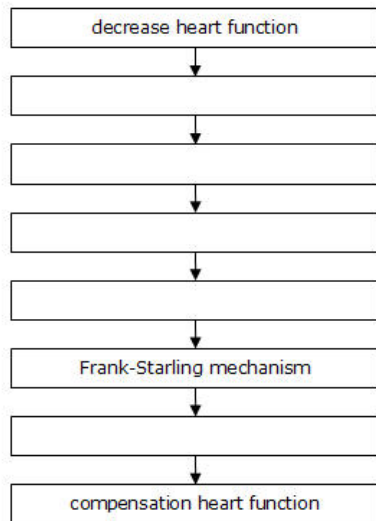 decrease heart function
Frank-Starling mechanism
compensation heart function